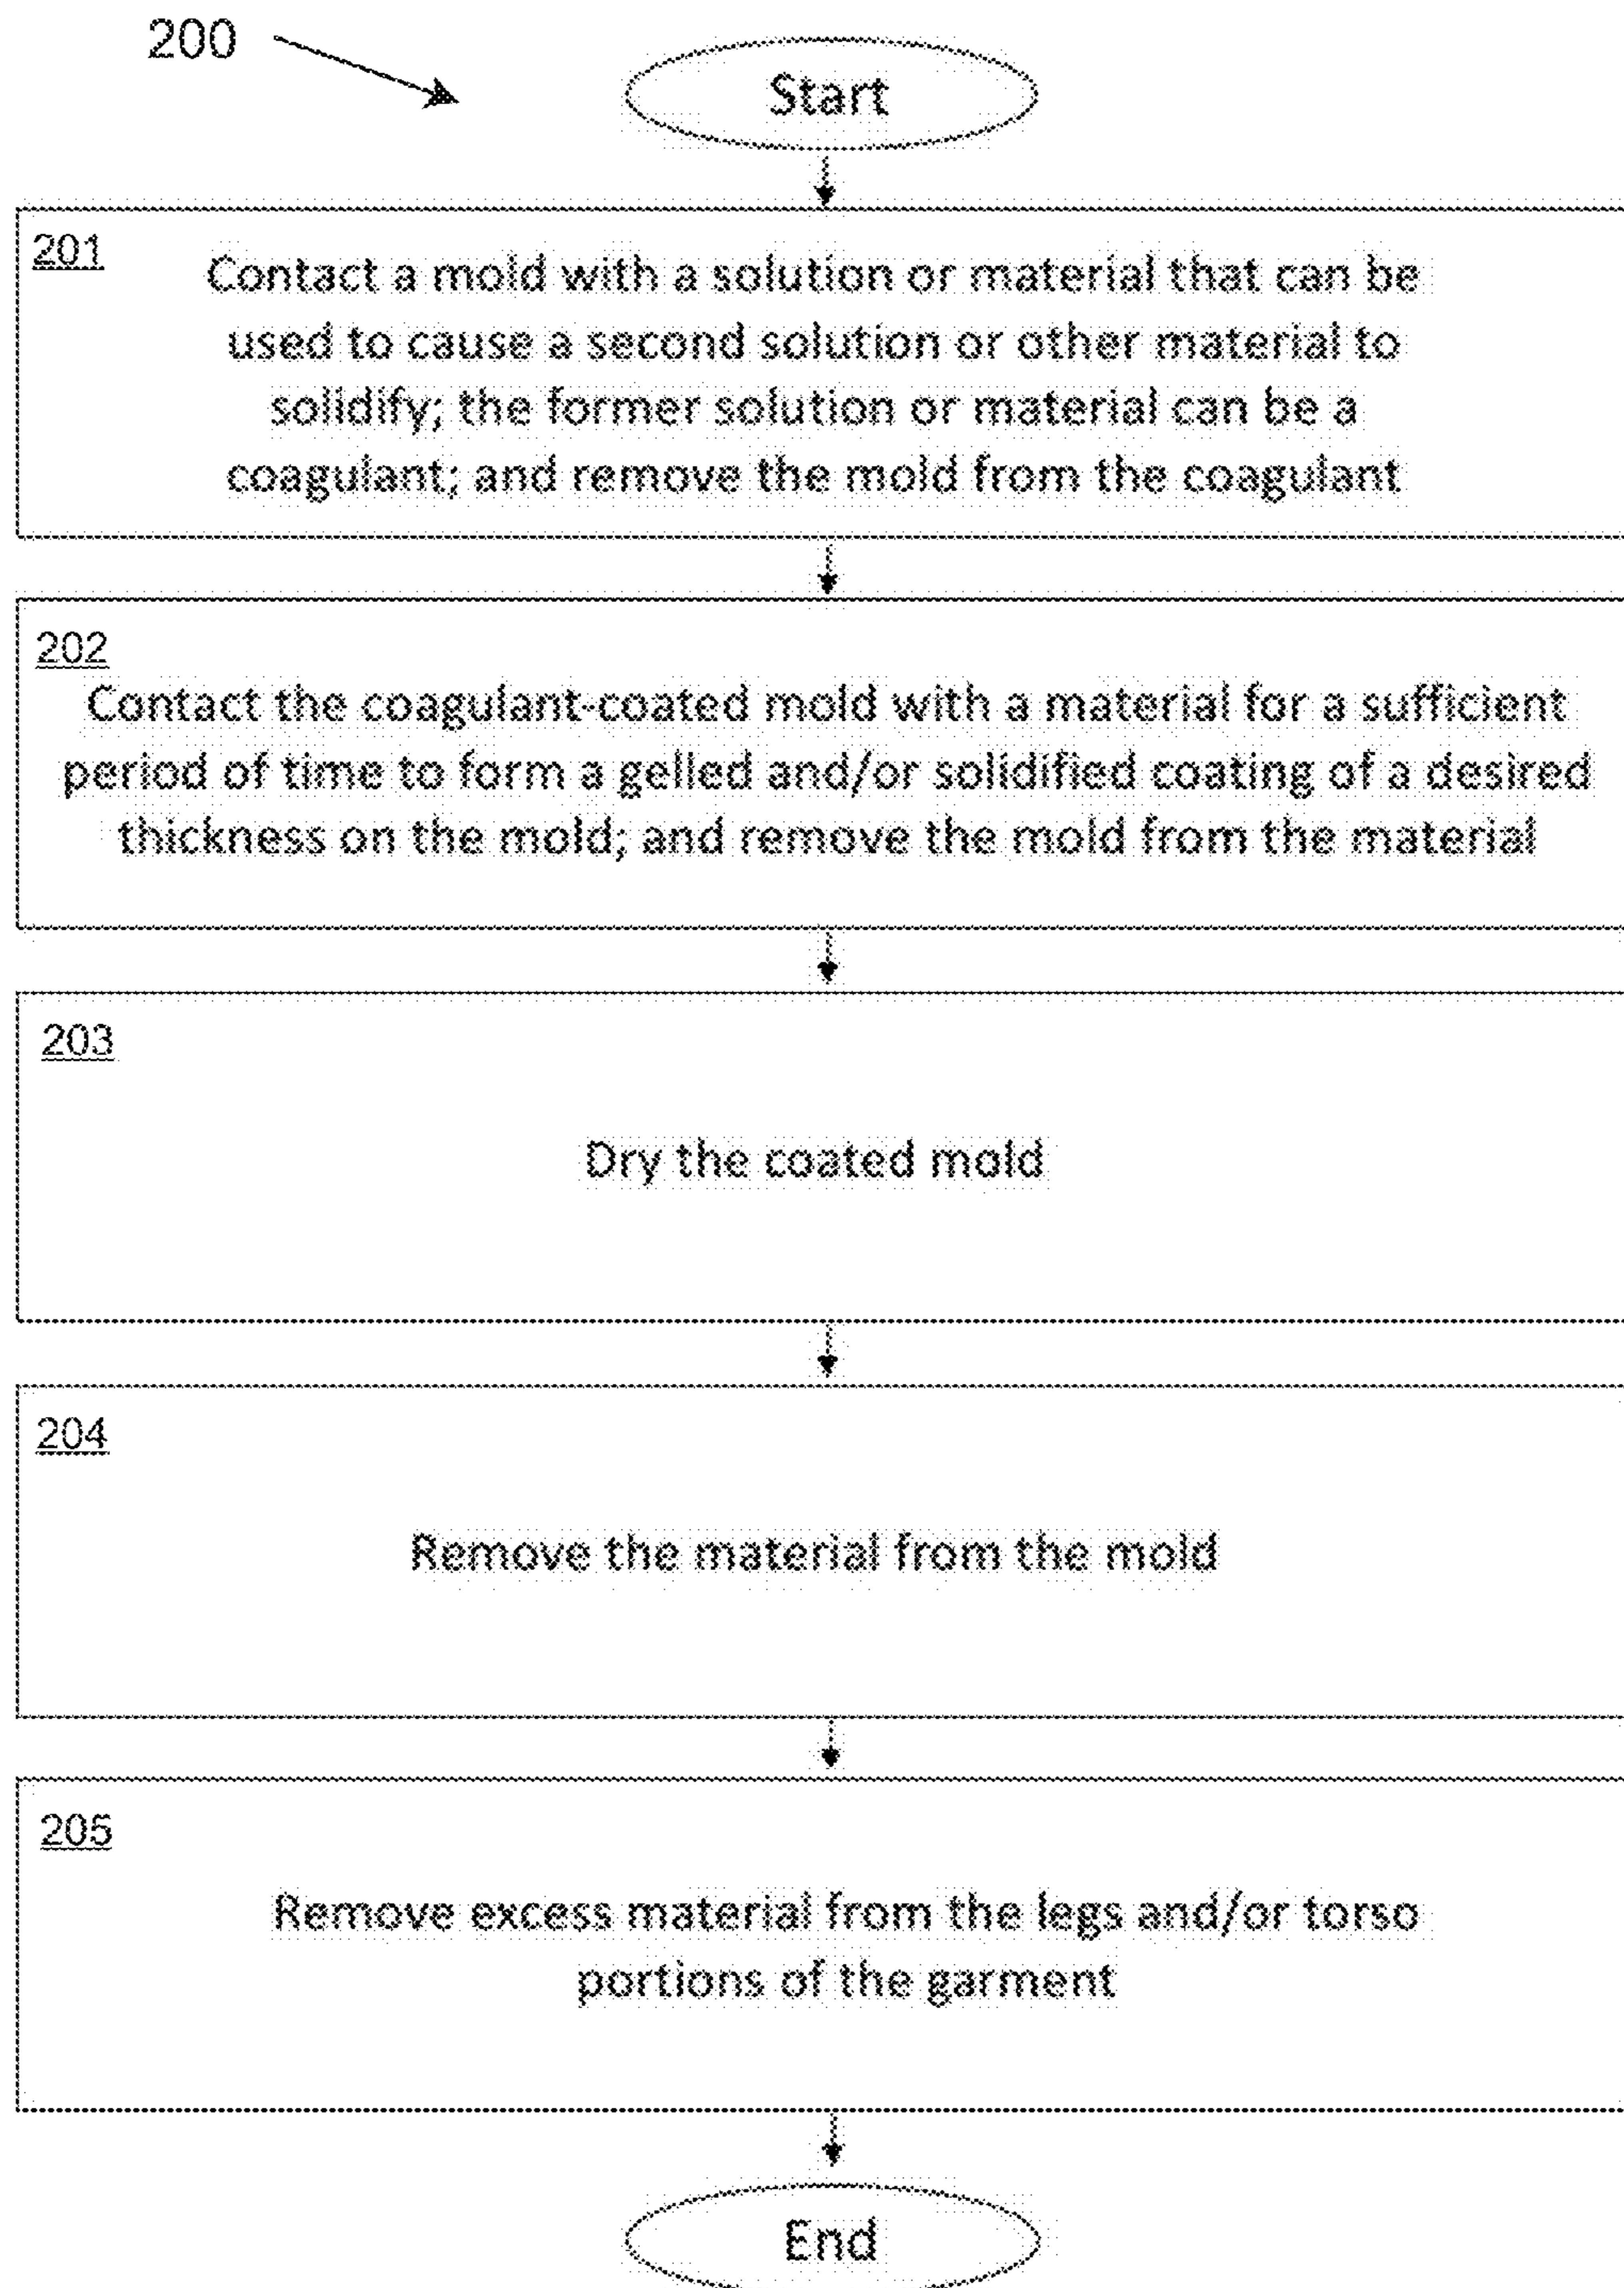 200
Start
201
Contact a mold with a solution or material that can be
used to cause a second solution or other material to
solidify; the former solution or material can be a
coagulant; and remove the mold from the coagulant
202
Contact the coagulant-coated mold with a material for a sufficient
period of time to form a gelled and/or solidified coating of a desired
thickness on the mold; and remove the mold from the material
203
Dry the coated mold
204
Remove the material from the mold
205
Remove excess material from the legs and/or torso
portions of the garment
End